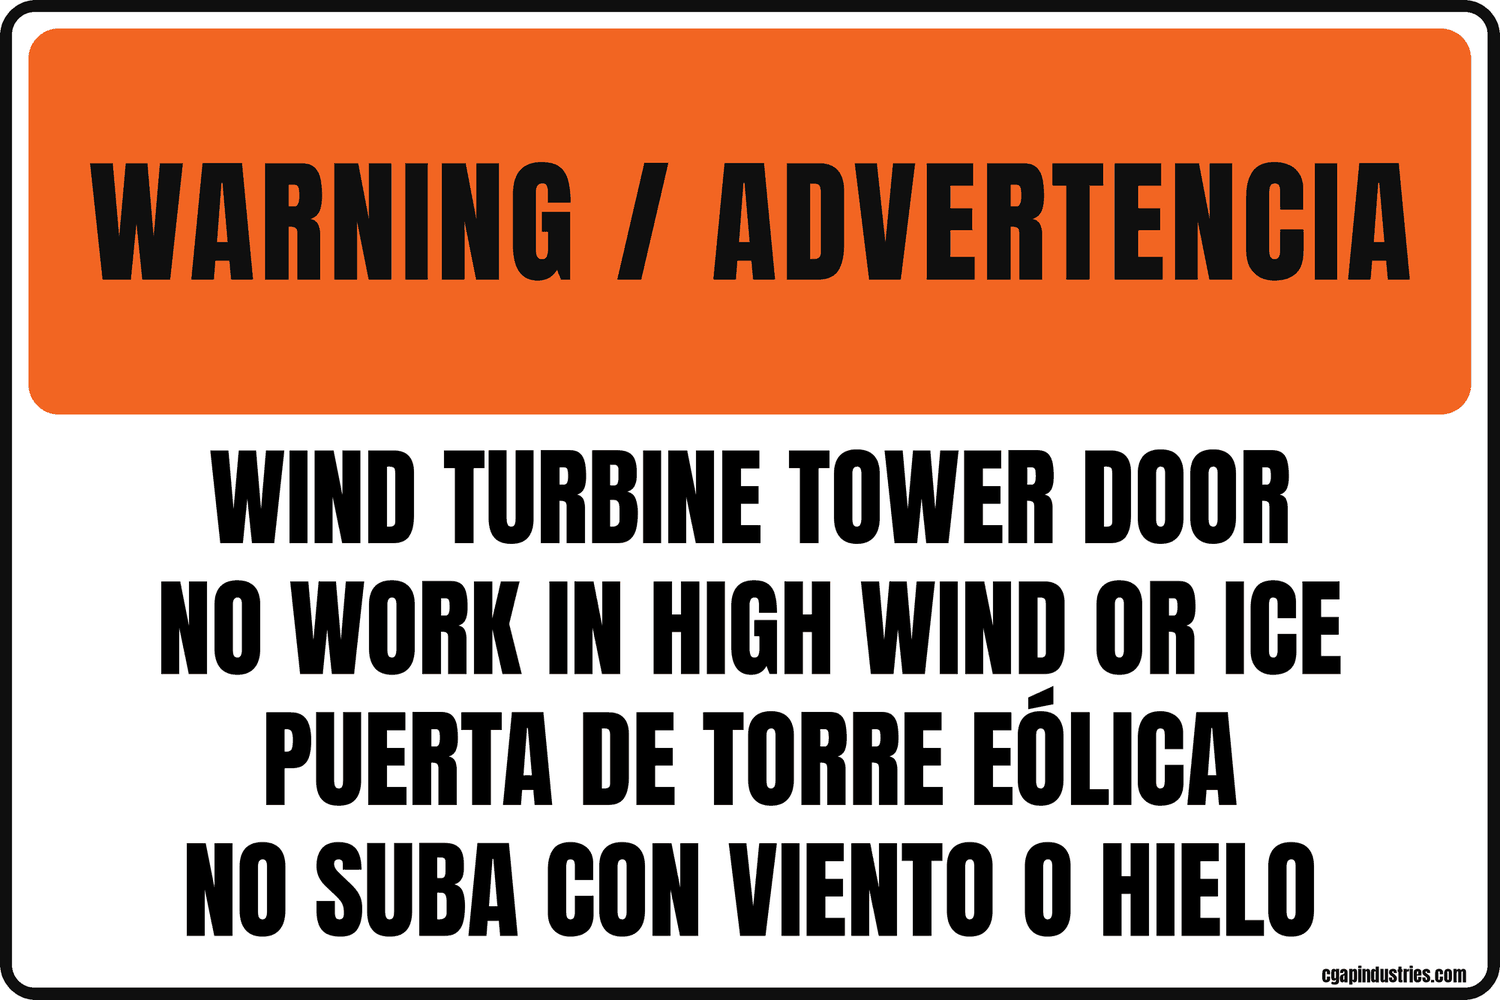 WARNING / ADVERTENCIA
WIND TURBINE TOWER DOOR
NO WORK IN HIGH WIND OR ICE
PUERTA DE TORRE EÓLICA
NO SUBA CON VIENTO O HIELO
cgapindustries.com